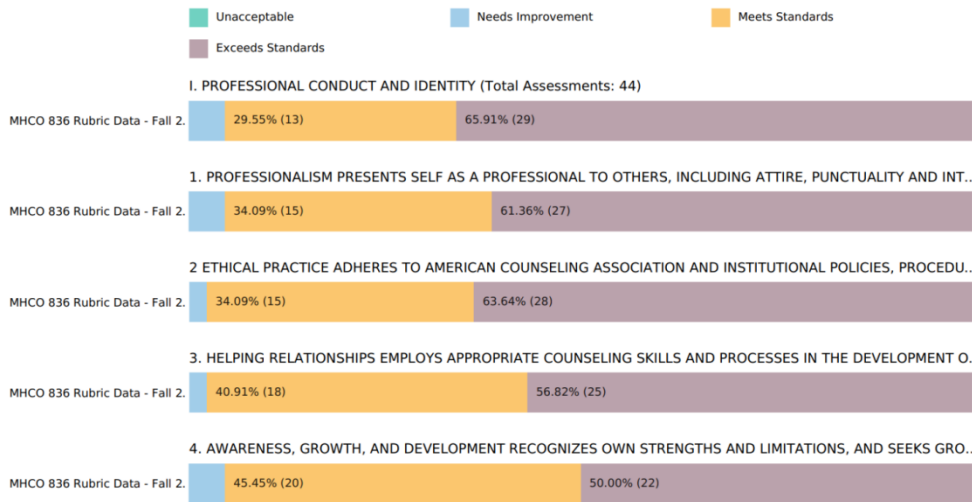 Unacceptable
Needs Improvement
Meets Standards
Exceeds Standards
I. PROFESSIONAL CONDUCT AND IDENTITY (Total Assessments: 44)
MHCO 836 Rubric Data - Fall 2.
29.55% (13)
65.91% (29)
1. PROFESSIONALISM PRESENTS SELF AS A PROFESSIONAL TO OTHERS, INCLUDING ATTIRE, PUNCTUALITY AND INT..
MHCO 836 Rubric Data - Fall 2.
34.09% (15)
61.36% (27)
2 ETHICAL PRACTICE ADHERES TO AMERICAN COUNSELING ASSOCIATION AND INSTITUTIONAL POLICIES, PROCEDU..
MHCO 836 Rubric Data - Fall 2.
34.09% (15)
63.64% (28)
3. HELPING RELATIONSHIPS EMPLOYS APPROPRIATE COUNSELING SKILLS AND PROCESSES IN THE DEVELOPMENT O.
MHCO 836 Rubric Data - Fall 2.
40.91% (18)
56.82% (25)
4. AWARENESS, GROWTH, AND DEVELOPMENT RECOGNIZES OWN STRENGTHS AND LIMITATIONS, AND SEEKS GRO..
MHCO 836 Rubric Data - Fall 2.
45.45% (20)
50.00% (22)